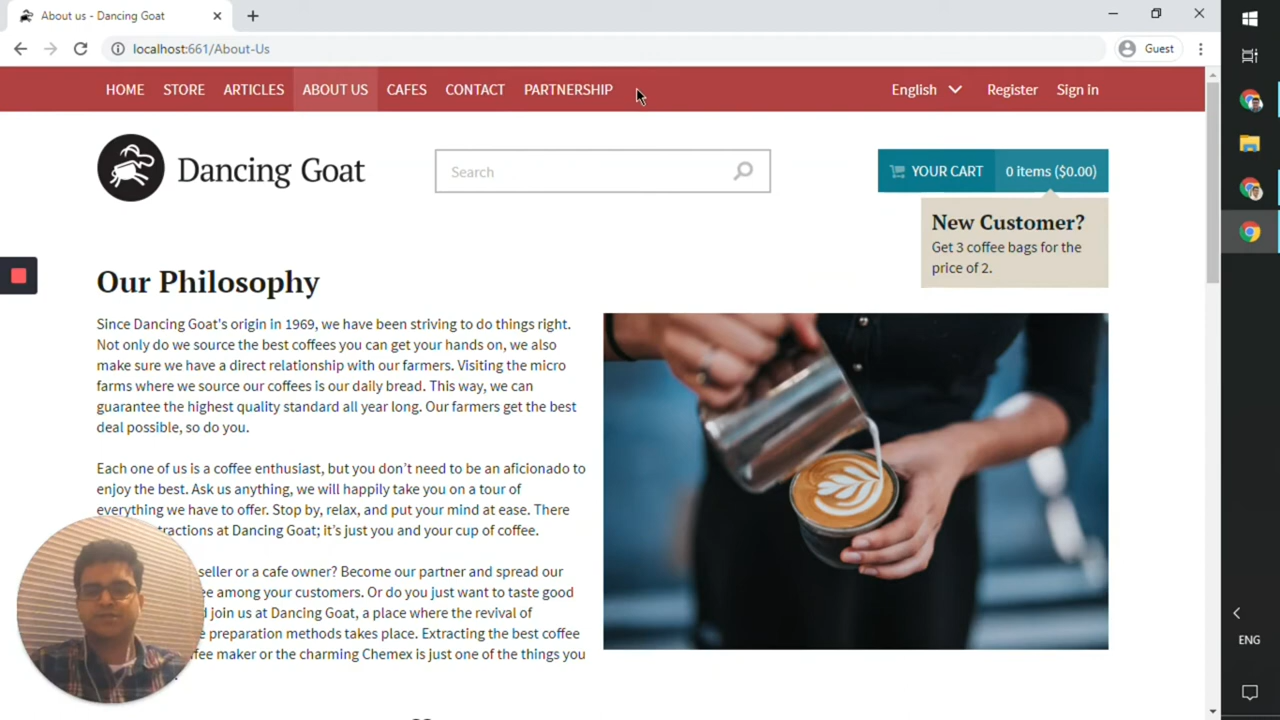 About us - Dancing Goat
localhost:661/About-Us
Guest
HOME STORE ARTICLES ABOUT US CAFES CONTACT PARTNERSHIP
English Register Sign in
Dancing Goat
Search
YOUR CART 0 items ($0.00)
New Customer?
Get 3 coffee bags for the
price of 2.
Our Philosophy
Since Dancing Goat's origin in 1969, we have been striving to do things right.
Not only do we source the best coffees you can get your hands on, we also
make sure we have a direct relationship with our farmers. Visiting the micro
farms where we source our coffees is our daily bread. This way, we can
guarantee the highest quality standard all year long. Our farmers get the best
deal possible, so do you.
Each one of us is a coffee enthusiast, but you don't need to be an aficionado to
enjoy the best. Ask us anything, we will happily take you on a tour of
everything we have to offer. Stop by, relax, and put your mind at ease. There
at Dancing Goat; it's just you and your cup of coffee.
seller or a cafe owner? Become our partner and spread our
among your customers. Or do you just want to taste good
join us at Dancing Goat, a place where the revival of
preparation methods takes place. Extracting the best coffee
maker or the charming Chemex is just one of the things you
ENG